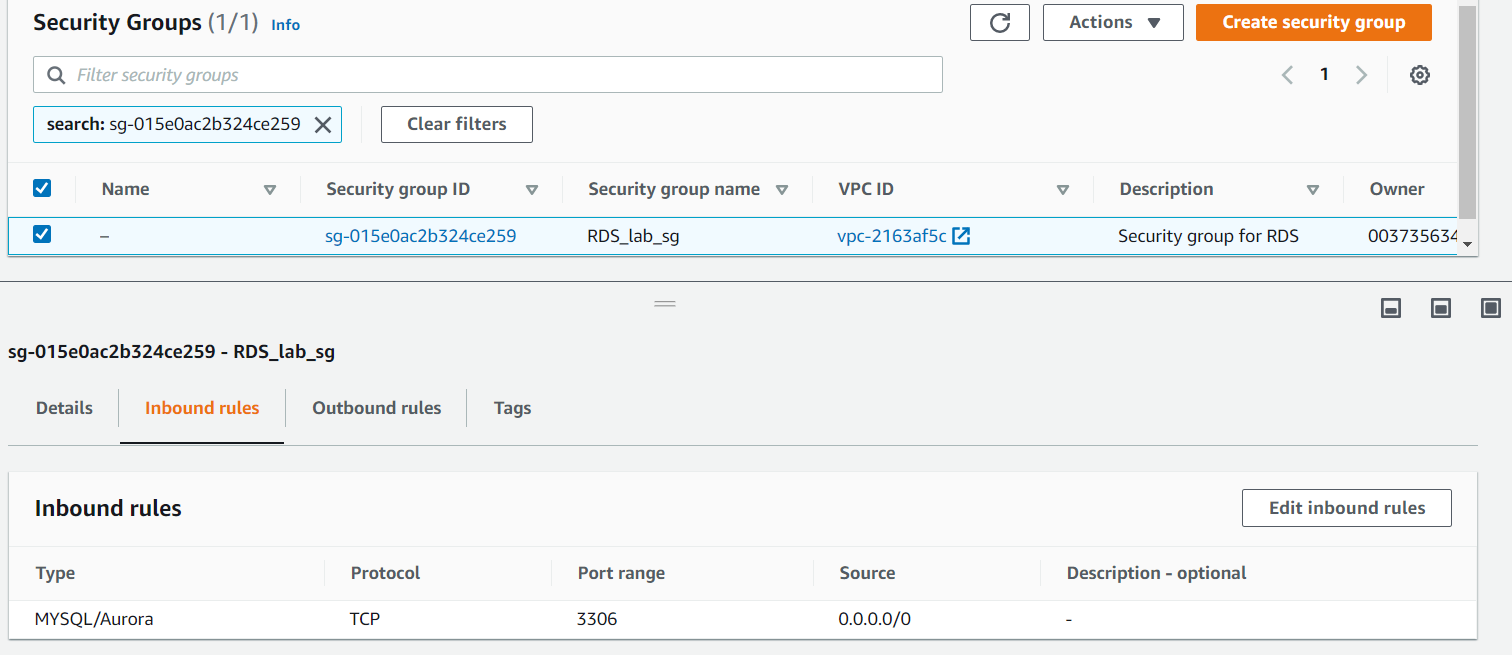 Security Groups (1/1) Info
Actions
Create security group
Filter security groups
1
search: sg-015e0ac2b324ce259
Clear filters
Name Security group ID Security group name VPC ID Description Owner
– sg-015e0ac2b324ce259 RDS_lab_sg vpc-2163af5c Security group for RDS 003735634
sg-015e0ac2b324ce259 - RDS_lab_sg
Details Inbound rules Outbound rules Tags
Inbound rules
Edit inbound rules
Type Protocol Port range Source Description - optional
MYSQL/Aurora TCP 3306 0.0.0.0/0 -